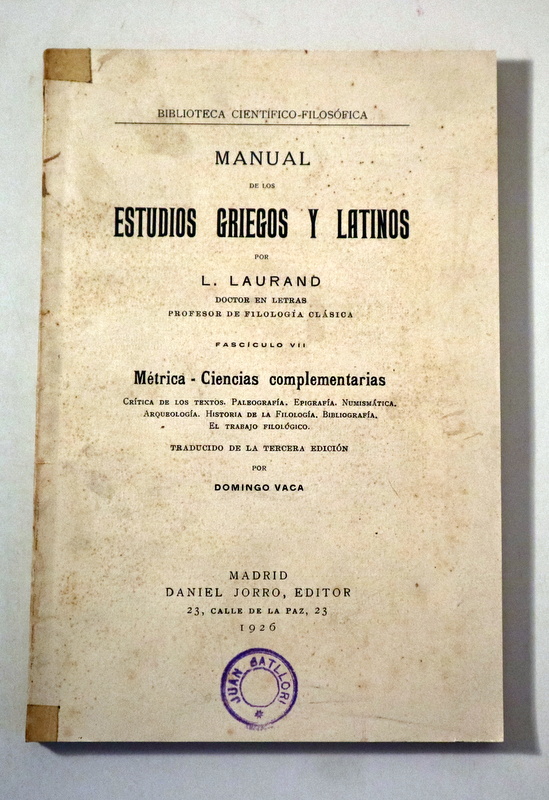 BIBLIOTECA CIENTÍFICO-FILOSÓFICA
MANUAL
DE LOS
ESTUDIOS GRIEGOS Y LATINOS
POR
L. LAURAND
DOCTOR EN LETRAS
PROFESOR DE FILOLOGÍA CLÁSICA
FASCÍCULO VII
Métrica - Ciencias complementarias
CRÍTICA DE LOS TEXTOS. PALEOGRAFÍA. EPIGRAFÍA. NUMISMÁTICA.
ARQUEOLOGÍA. HISTORIA DE LA FILOLOGÍA. BIBLIOGRAFÍA.
EL TRABAJO FILOLÓGICO.
TRADUCIDO DE LA TERCERA EDICIÓN
POR
DOMINGO VACA
MADRID
DANIEL JORRO, EDITOR
23, CALLE DE LA PAZ, 23
1926
JUAN BATLLORI